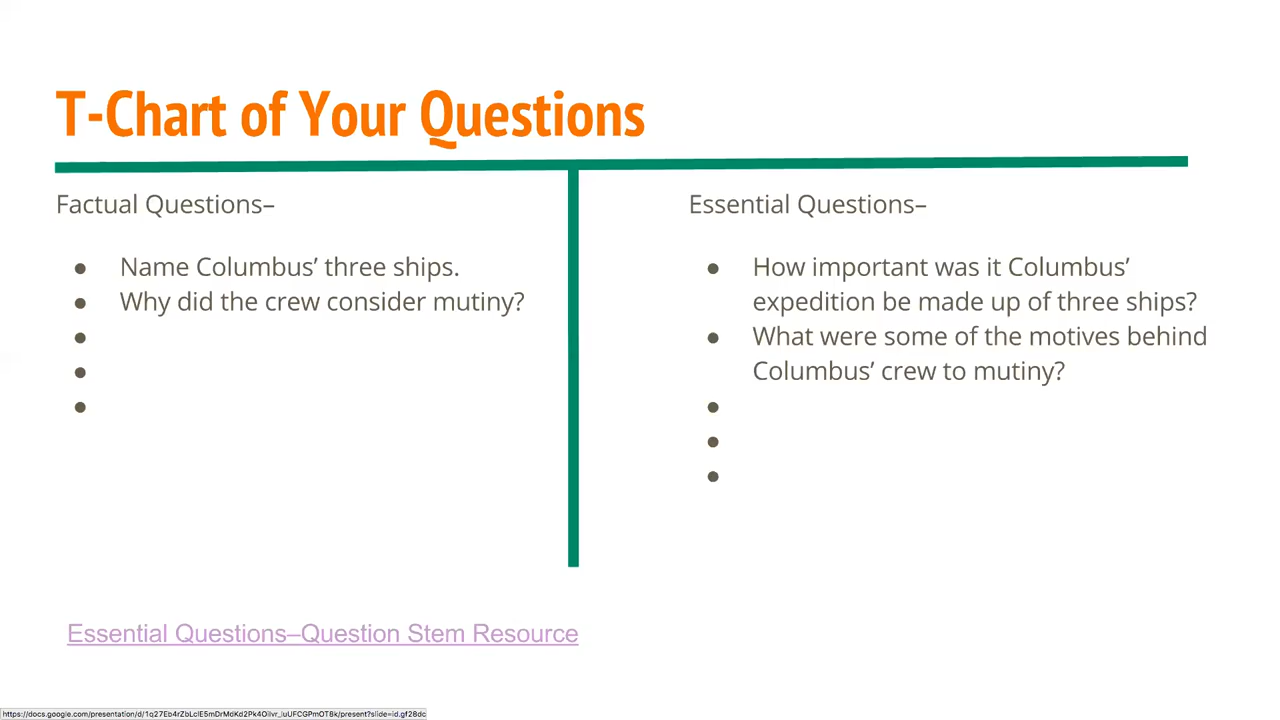 T-Chart of Your Questions
Factual Questions–
● Name Columbus’ three ships.
● Why did the crew consider mutiny?
●
●
●
Essential Questions–
● How important was it Columbus’
expedition be made up of three ships?
● What were some of the motives behind
Columbus’ crew to mutiny?
●
●
●
Essential Questions–Question Stem Resource